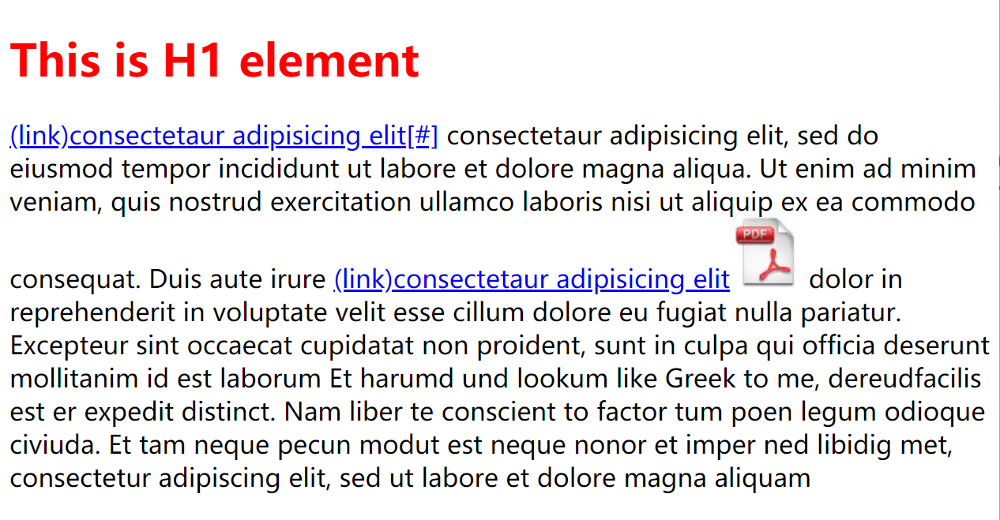 This is H1 element
(link)consectetaur adipisicing elit[#] consectetaur adipisicing elit, sed do
eiusmod tempor incididunt ut labore et dolore magna aliqua. Ut enim ad minim
veniam, quis nostrud exercitation ullamco laboris nisi ut aliquip ex ea commodo
consequat. Duis aute irure (link)consectetaur adipisicing elit PDF dolor in
reprehenderit in voluptate velit esse cillum dolore eu fugiat nulla pariatur.
Excepteur sint occaecat cupidatat non proident, sunt in culpa qui officia deserunt
mollitanim id est laborum Et harumd und lookum like Greek to me, dereudfacilis
est er expedit distinct. Nam liber te conscient to factor tum poen legum odioque
civiuda. Et tam neque pecun modut est neque nonor et imper ned libidig met,
consectetur adipiscing elit, sed ut labore et dolore magna aliquam